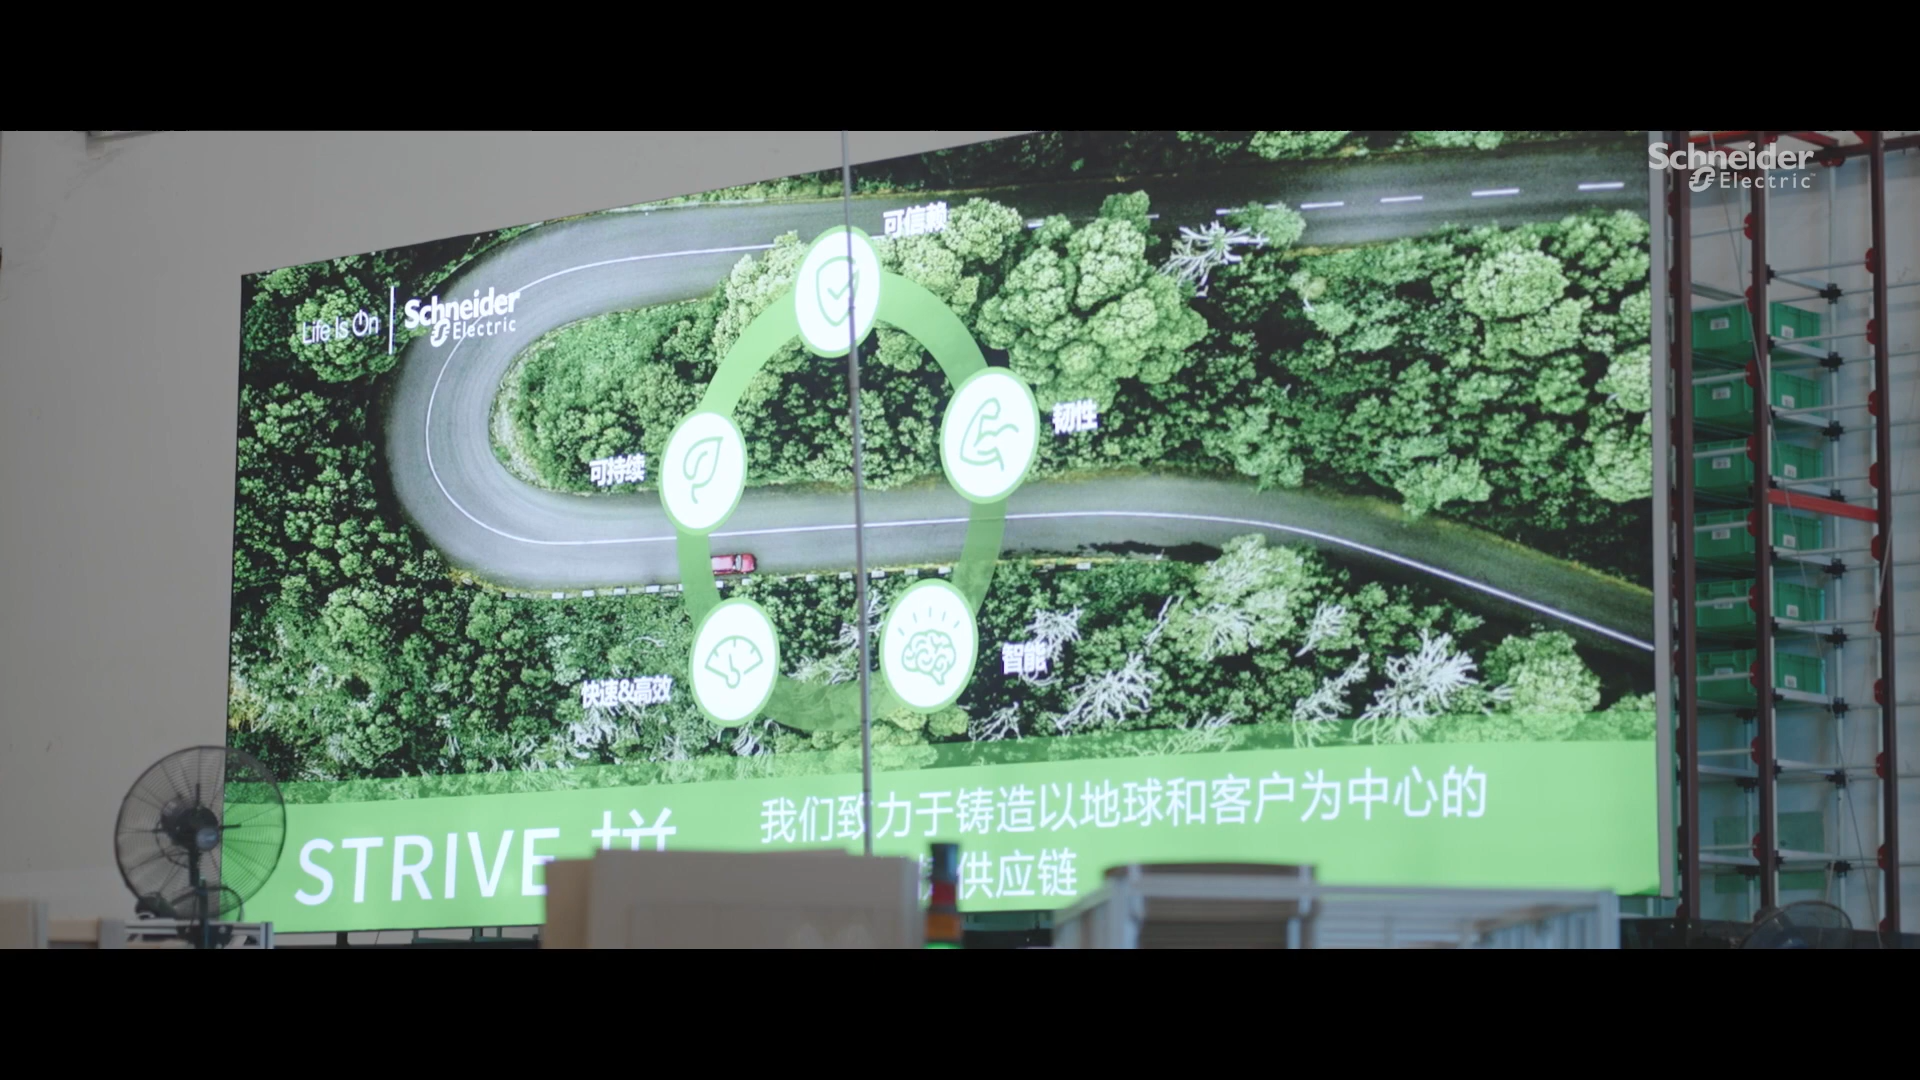 Schneider
Electric
可信赖
Life Is On
Schneider
Electric
韧性
可持续
智能
快速&高效
STRIVE 拼
我们致力于铸造以地球和客户为中心的
供应链